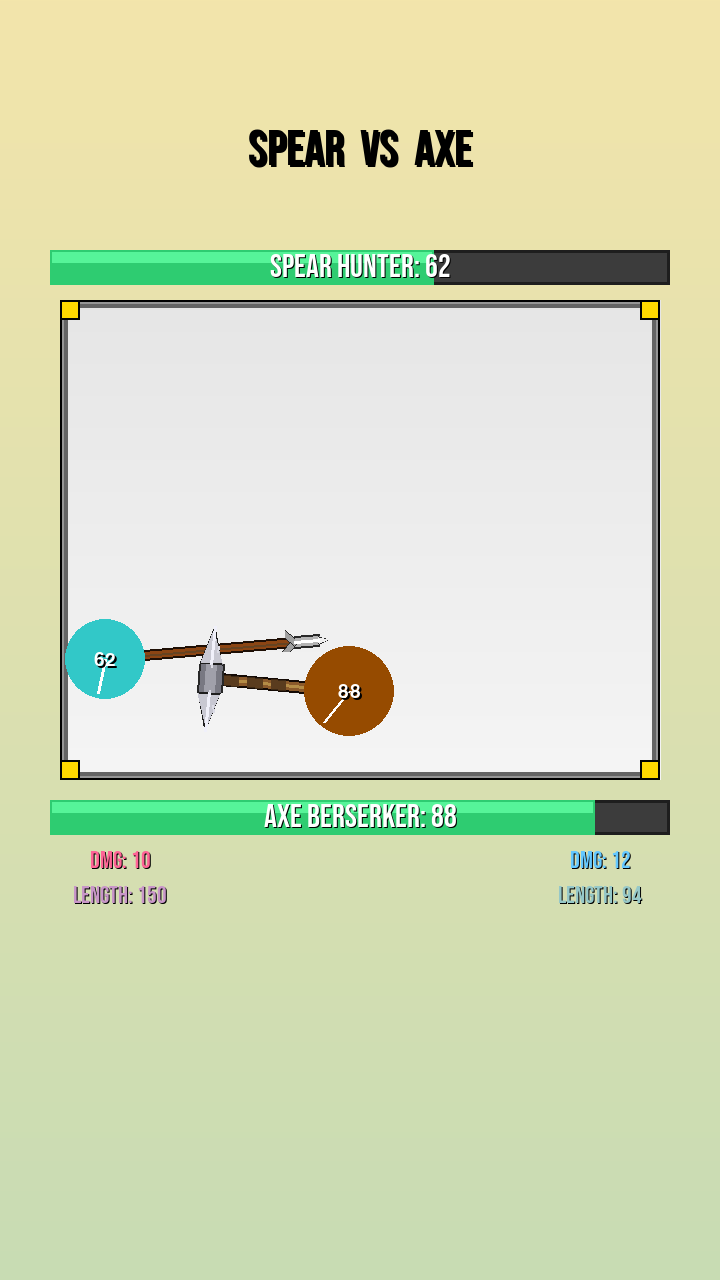 SPEAR VS AXE
SPEAR HUNTER: 62
62
88
AXE BERSERKER: 88
DMG: 10
DMG: 12
LENGTH: 150
LENGTH: 94